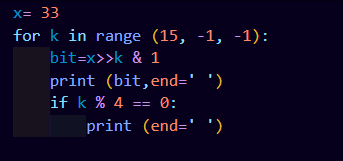 x= 33
for k in range (15, -1, -1):
    bit=x>>k & 1
    print (bit,end=' ')
    if k % 4 == 0:
        print (end=' ')